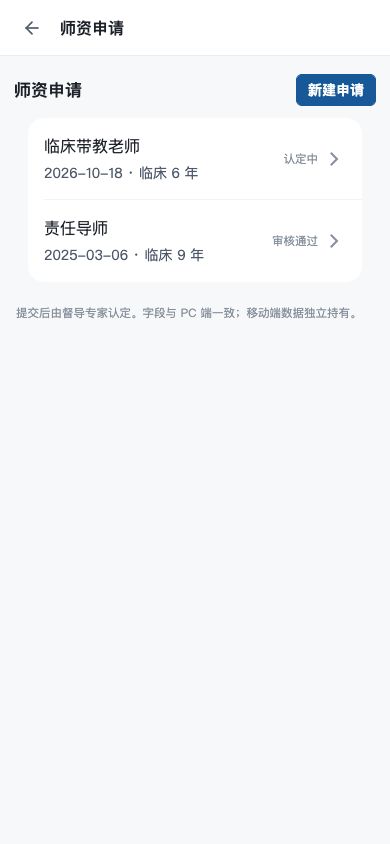 师资申请
师资申请
新建申请
临床带教老师
2026-10-18 · 临床 6 年
认定中
责任导师
2025-03-06 · 临床 9 年
审核通过
提交后由督导专家认定。字段与 PC 端一致；移动端数据独立持有。